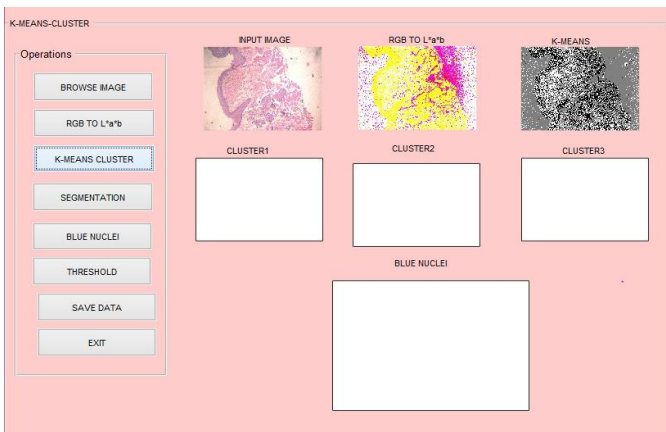 K-MEANS-CLUSTER
Operations
BROWSE IMAGE
RGB TO L*a*b
K-MEANS CLUSTER
SEGMENTATION
BLUE NUCLEI
THRESHOLD
SAVE DATA
EXIT
INPUT IMAGE
RGB TO L*a*b
K-MEANS
CLUSTER1
CLUSTER2
CLUSTER3
BLUE NUCLEI